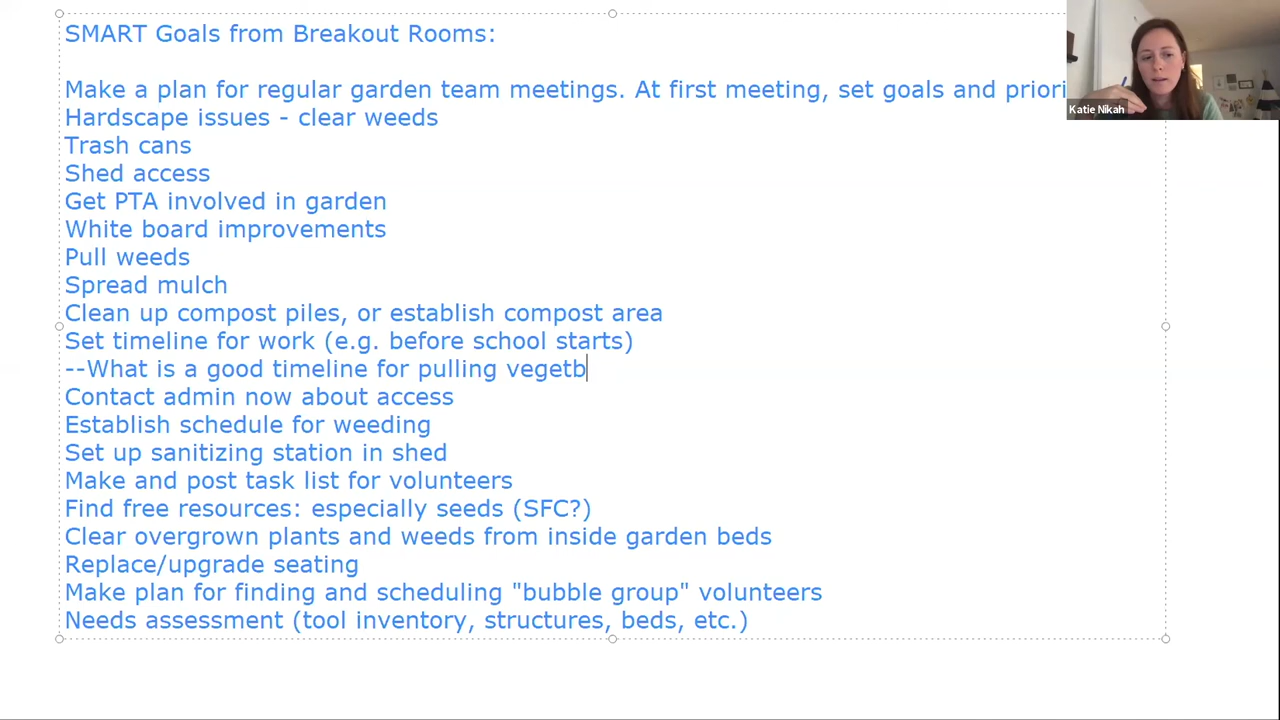 SMART Goals from Breakout Rooms:
Make a plan for regular garden team meetings. At first meeting, set goals and priori
Hardscape issues - clear weeds
Trash cans
Shed access
Get PTA involved in garden
White board improvements
Pull weeds
Spread mulch
Clean up compost piles, or establish compost area
Set timeline for work (e.g. before school starts)
--What is a good timeline for pulling vegetb
Contact admin now about access
Establish schedule for weeding
Set up sanitizing station in shed
Make and post task list for volunteers
Find free resources: especially seeds (SFC?)
Clear overgrown plants and weeds from inside garden beds
Replace/upgrade seating
Make plan for finding and scheduling "bubble group" volunteers
Needs assessment (tool inventory, structures, beds, etc.)
Katie Nikah